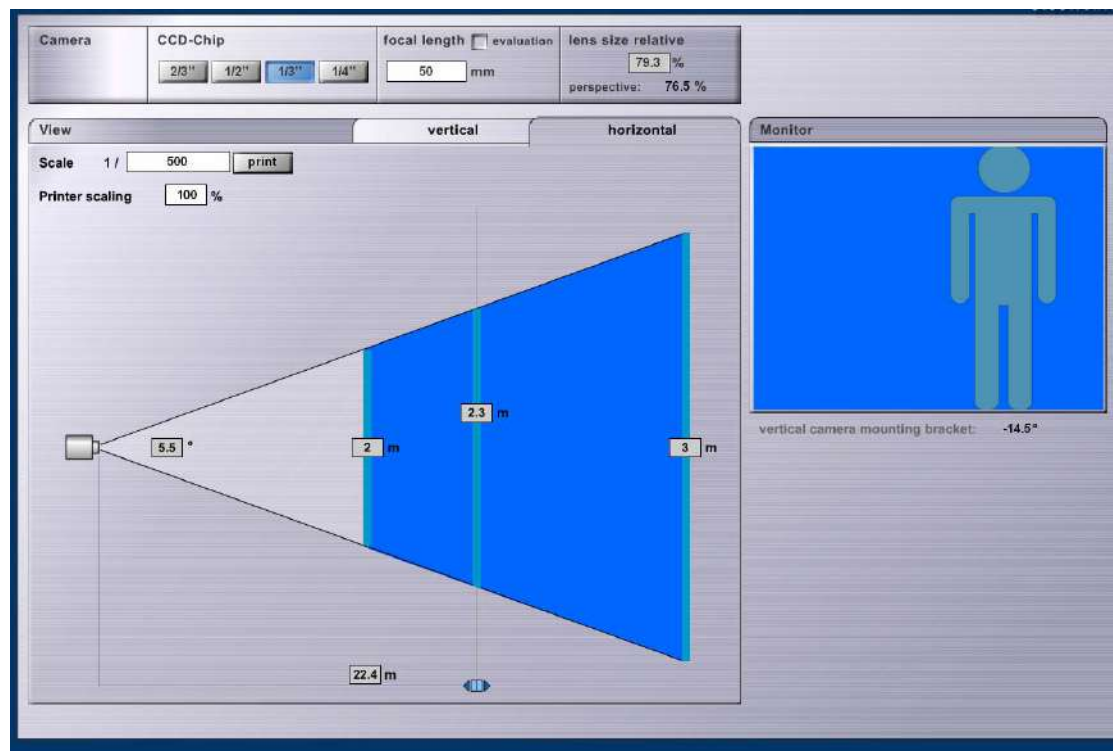 Camera
CCD-Chip
2/3" 1/2" 1/3" 1/4"
focal length evaluation
50 mm
lens size relative
79.3 %
perspective: 76.5 %
View vertical horizontal
Scale 1 / 500 print
Printer scaling 100 %
2.3 m
5.5 °
2 m
3 m
22.4 m
Monitor
vertical camera mounting bracket: -14.5°